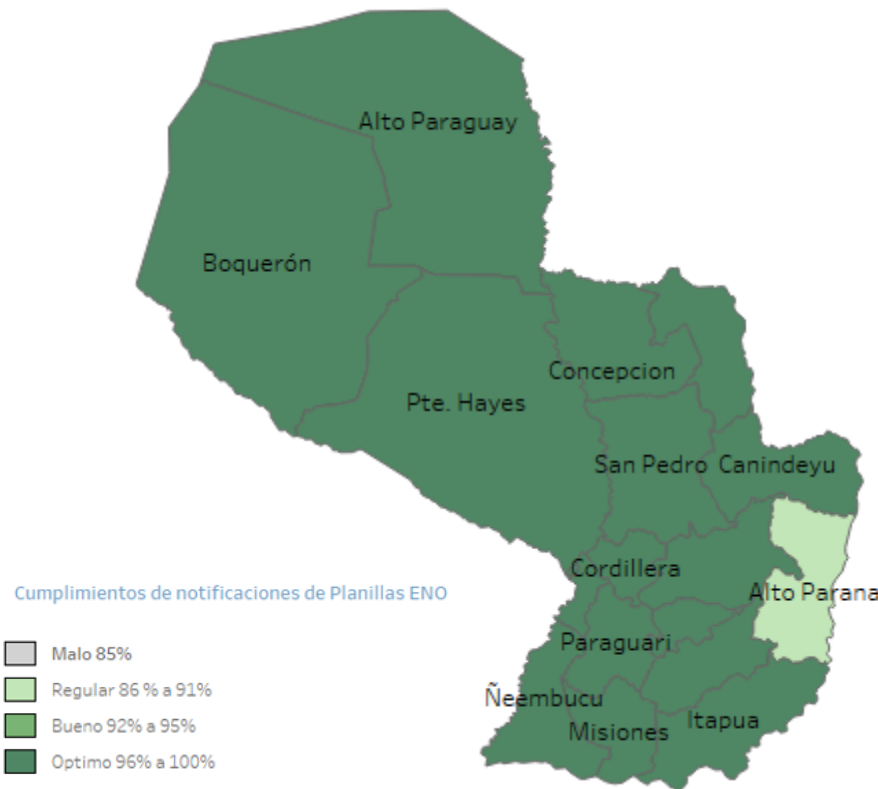 Alto Paraguay
Boquerón
Concepcion
Pte. Hayes
San Pedro
Canindeyu
Cordillera
Alto Parana
Paraguari
Ñeembucu
Itapua
Misiones
Cumplimientos de notificaciones de Planillas ENO
Malo 85%
Regular 86 % a 91%
Bueno 92% a 95%
Optimo 96% a 100%